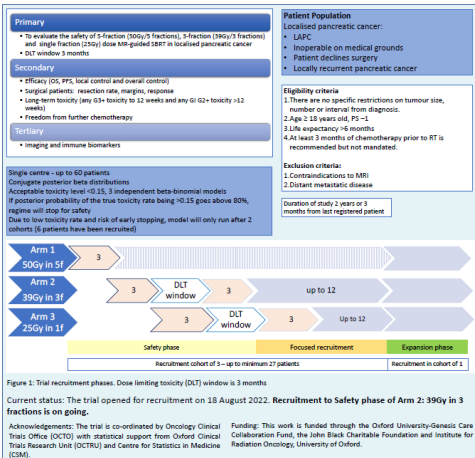 Primary
• To evaluate the safety of 5-fraction (50Gy/5 fractions), 3-fraction (39Gy/3 fractions)
and single fraction (25Gy) dose MR-guided SBRT in localised pancreatic cancer
• DLT window 3 months
Secondary
• Efficacy (OS, PFS, local control and overall control)
• Surgical patients: resection rate, margins, response
• Long-term toxicity (any G3+ toxicity to 12 weeks and any GI G2+ toxicity >12
weeks)
• Freedom from further chemotherapy
Tertiary
• Imaging and immune biomarkers
Patient Population
Localised pancreatic cancer:
• LAPC
• Inoperable on medical grounds
• Patient declines surgery
• Locally recurrent pancreatic cancer
Eligibility criteria
1.There are no specific restrictions on tumour size,
number or interval from diagnosis.
2.Age ≥ 18 years old, PS –1
3.Life expectancy >6 months
4.At least 3 months of chemotherapy prior to RT is
recommended but not mandated.
Exclusion criteria:
1.Contraindications to MRI
2.Distant metastatic disease
Single centre - up to 60 patients
Conjugate posterior beta distributions
Acceptable toxicity level <0.15, 3 independent beta-binomial models
If posterior probability of the true toxicity rate being >0.15 goes above 80%,
regime will stop for safety
Due to low toxicity rate and risk of early stopping, model will only run after 2
cohorts (6 patients have been recruited)
Duration of study 2 years or 3
months from last registered patient
Arm 1
50Gy in 5f
3
Arm 2
39Gy in 3f
3
DLT
window
3
up to 12
Arm 3
25Gy in 1f
3
DLT
window
3
Up to 12
Safety phase
Focused recruitment
Expansion phase
Recruitment cohort of 3 – up to minimum 27 patients
Recruitment in cohort of 1
Figure 1: Trial recruitment phases. Dose limiting toxicity (DLT) window is 3 months
Current status: The trial opened for recruitment on 18 August 2022. Recruitment to Safety phase of Arm 2: 39Gy in 3
fractions is on going.
Acknowledgements: The trial is co-ordinated by Oncology Clinical
Trials Office (OCTO) with statistical support from Oxford Clinical
Trials Research Unit (OCTRU) and Centre for Statistics in Medicine
(CSM).
Funding: This work is funded through the Oxford University-Genesis Care
Collaboration Fund, the John Black Charitable Foundation and Institute for
Radiation Oncology, University of Oxford.